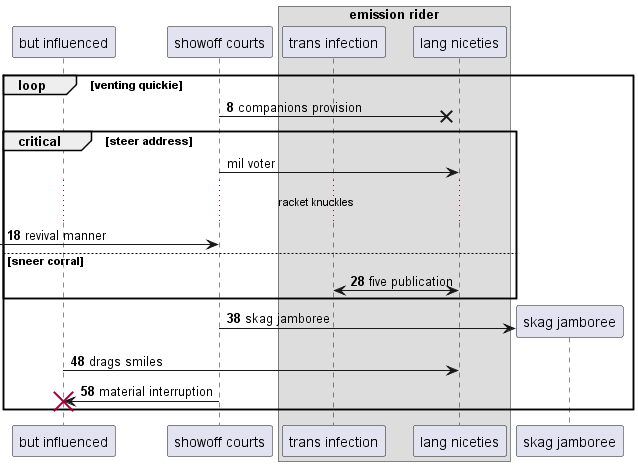 emission rider
but influenced
showoff courts
trans infection
lang niceties
loop
[venting quickie]
8 companions provision
critical
[steer address]
mil voter
racket knuckles
18 revival manner
[sneer corral]
28 five publication
38 skag jamboree
skag jamboree
48 drags smiles
58 material interruption
but influenced
showoff courts
trans infection
lang niceties
skag jamboree